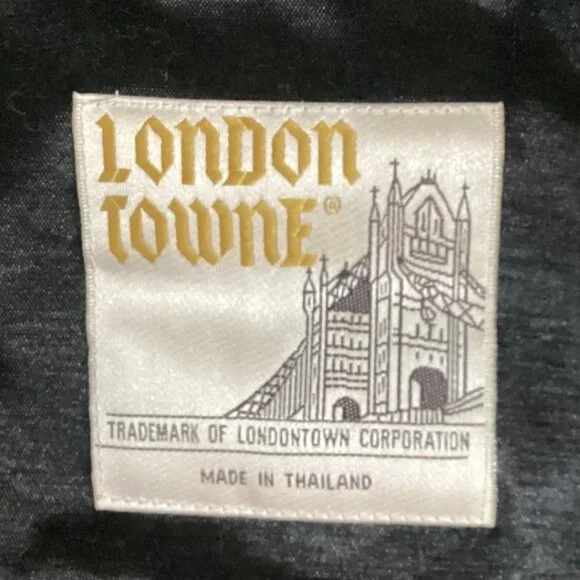 LONDON
TOWNE®
TRADEMARK OF LONDONTOWN CORPORATION
MADE IN THAILAND